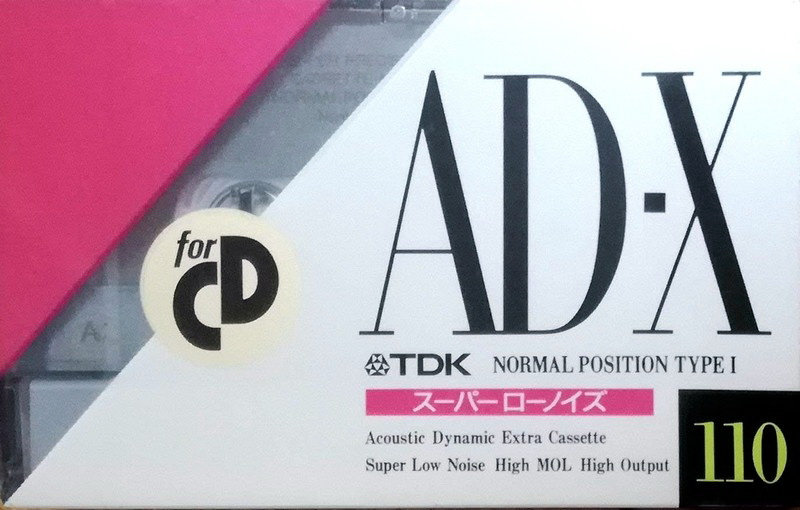 AD·X
for
CD
TDK NORMAL POSITION TYPE I
スーパーローノイズ
Acoustic Dynamic Extra Cassette
Super Low Noise High MOL High Output
110
A